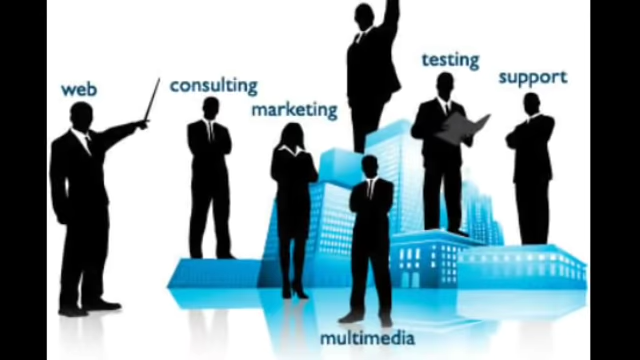 web
consulting
marketing
testing
support
multimedia